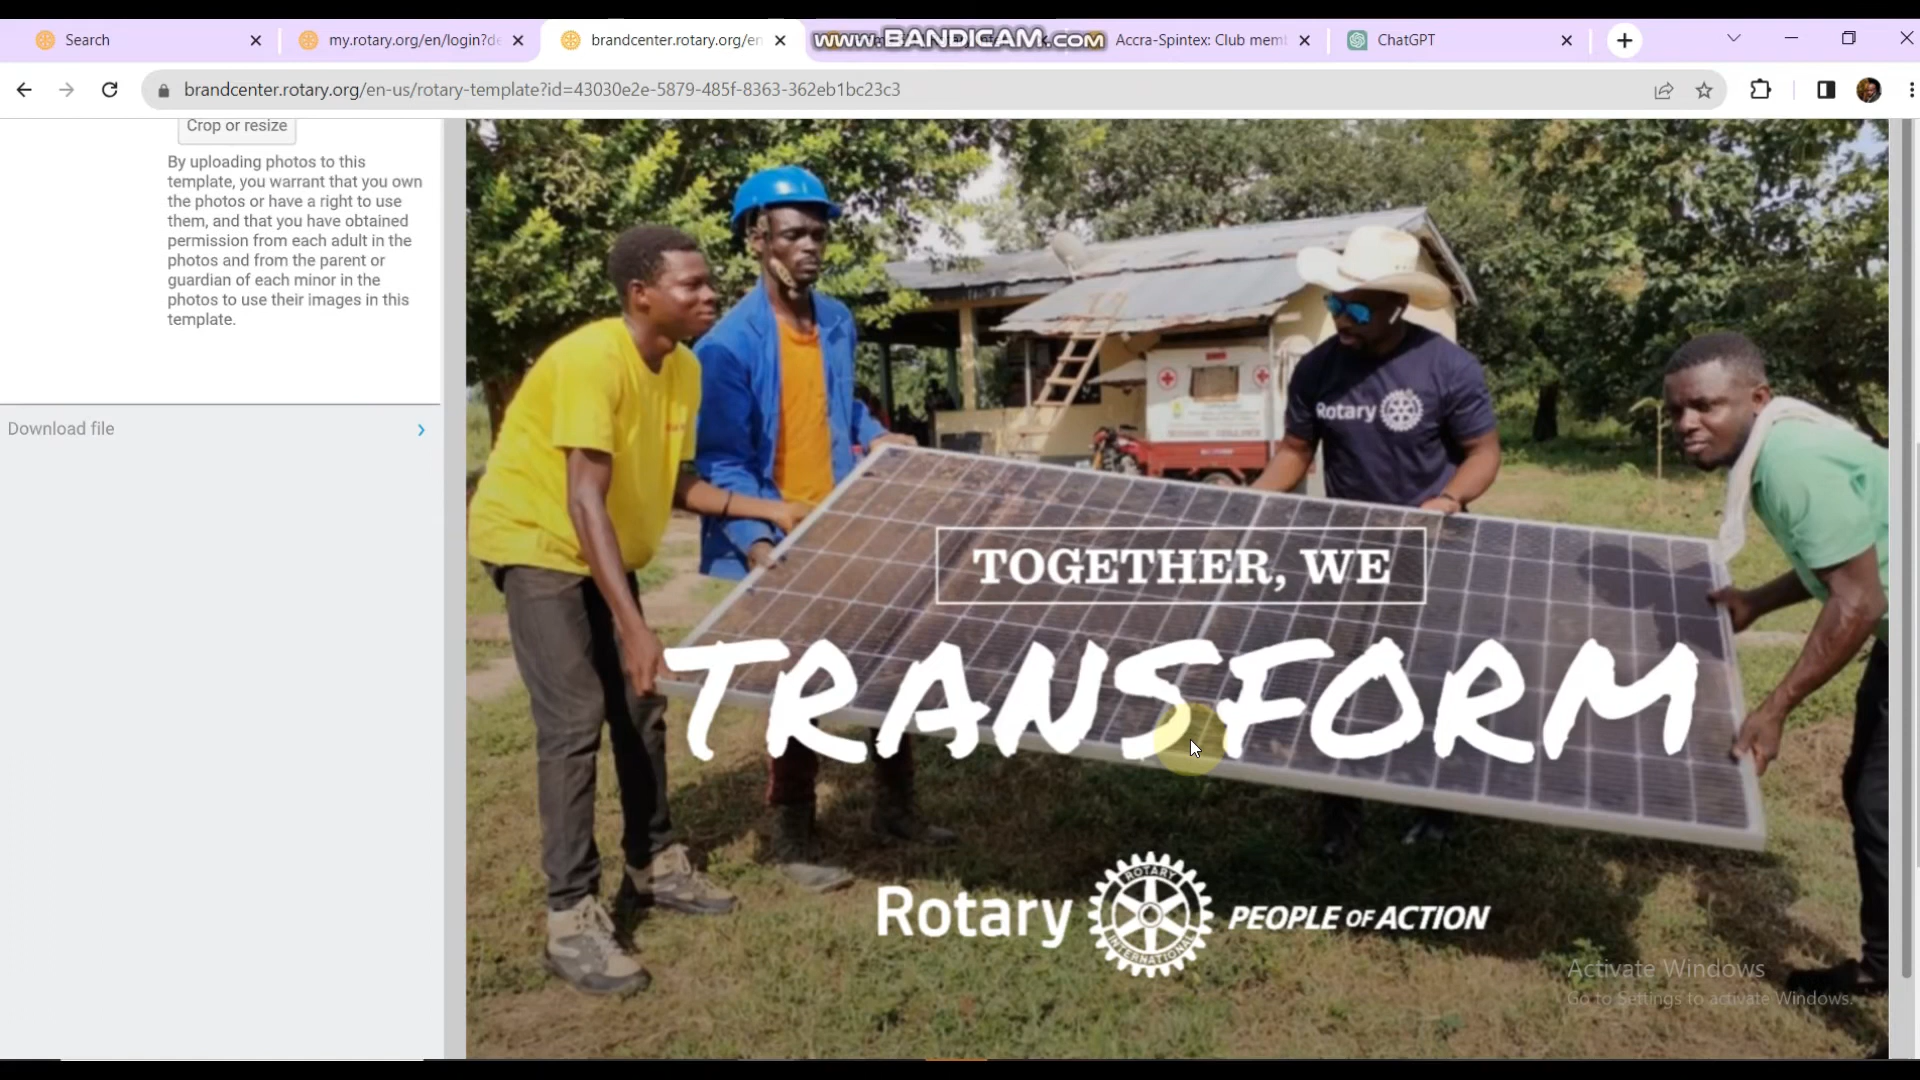 Search
my.rotary.org/en/login?de
brandcenter.rotary.org/en
www.BANDICAM.com
Accra-Spintex: Club mem
ChatGPT
brandcenter.rotary.org/en-us/rotary-template?id=43030e2e-5879-485f-8363-362eb1bc23c3
Crop or resize
By uploading photos to this
template, you warrant that you own
the photos or have a right to use
them, and that you have obtained
permission from each adult in the
photos and from the parent or
guardian of each minor in the
photos to use their images in this
template.
Download file
Rotary
TOGETHER, WE
TRANSFORM
Rotary
ROTARY
INTERNATIONAL
PEOPLE OF ACTION
Activate Windows
Go to Settings to activate Windows.